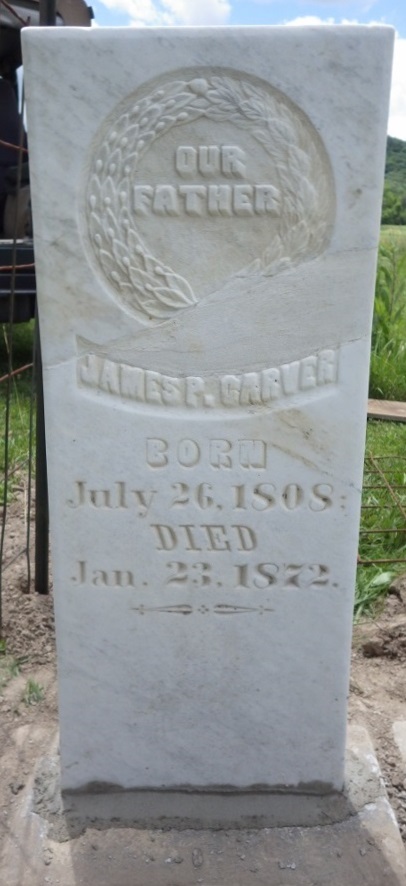 OUR
FATHER
JAMES P. CARVER
BORN
July 26, 1808;
DIED
Jan. 23. 1872.